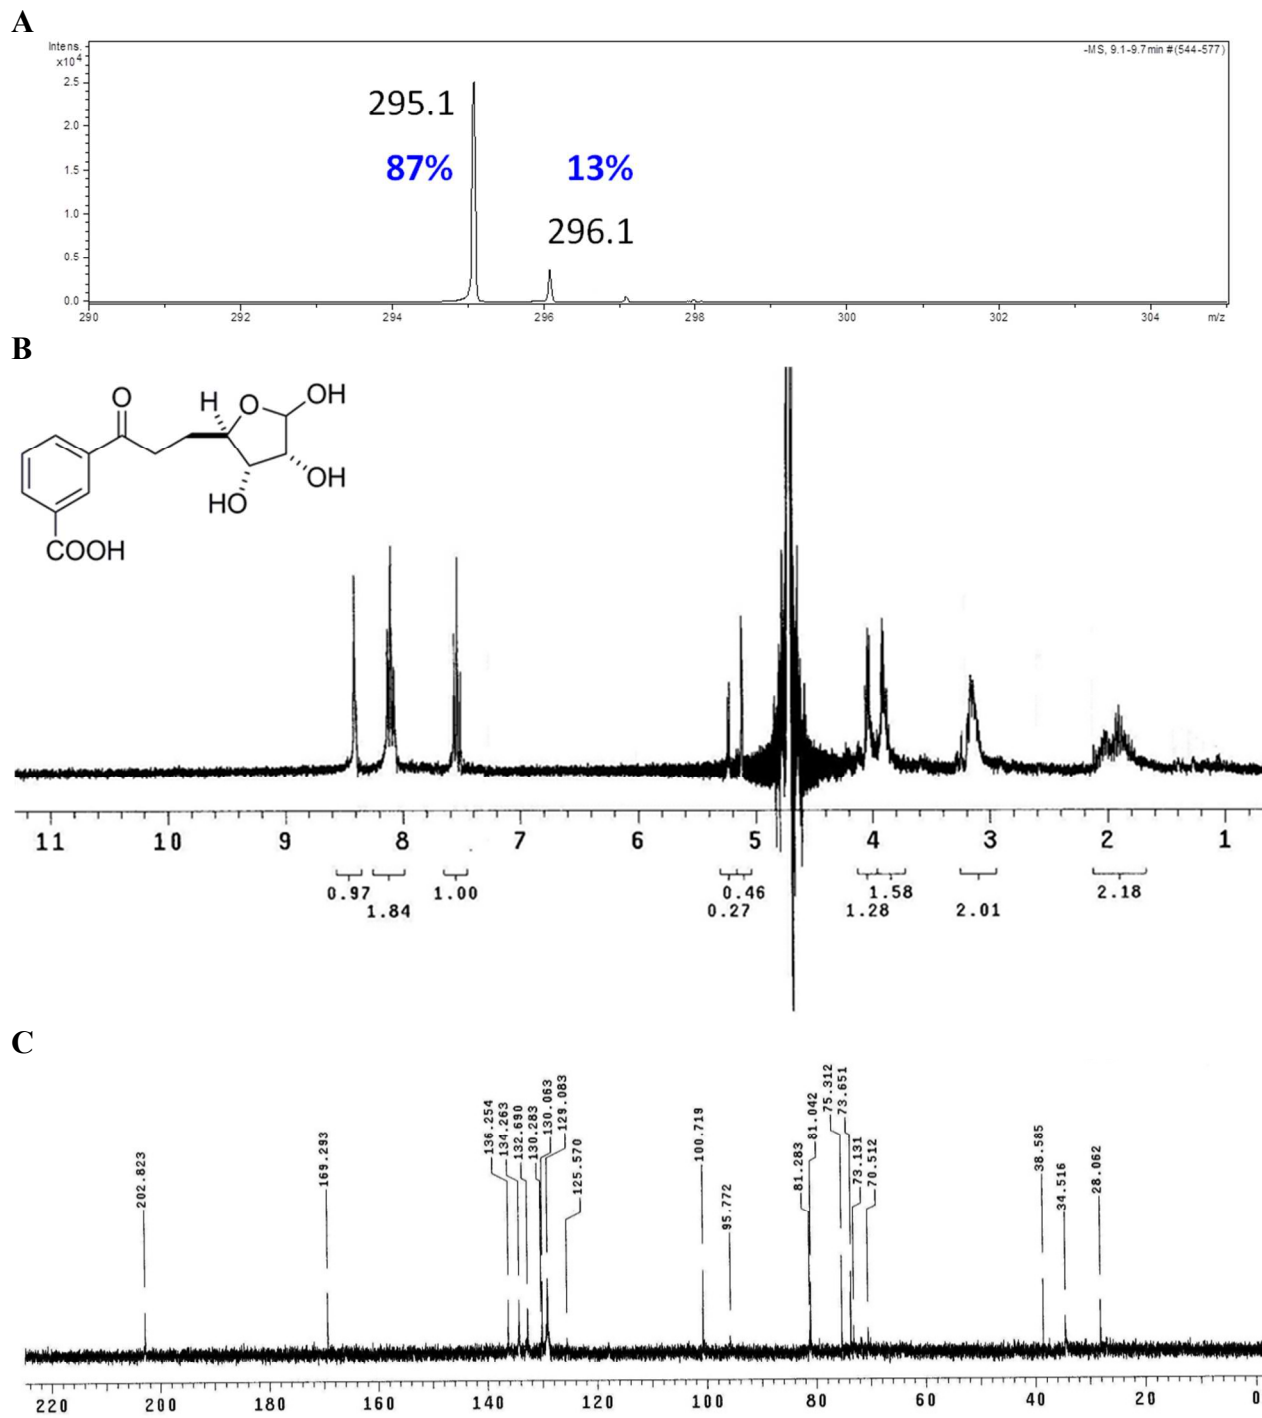 A
Intens.
x10⁴
-MS, 9.1-9.7min #(544-577)
2.5
2.0
1.5
1.0
0.5
0.0
295.1
87%
13%
296.1
290 292 294 296 298 300 302 304 m/z
B
O
H O OH
OH
HO
COOH
11 10 9 8 7 6 5 4 3 2 1
0.97 1.00 0.46 1.58 2.18
1.84 0.27 1.28 2.01
C
202.823
169.293
136.254
134.263
132.690
130.283
130.063
129.083
125.570
100.719
95.772
81.283
81.042
75.312
73.651
73.131
70.512
38.585
34.516
28.062
220 200 180 160 140 120 100 80 60 40 20 0